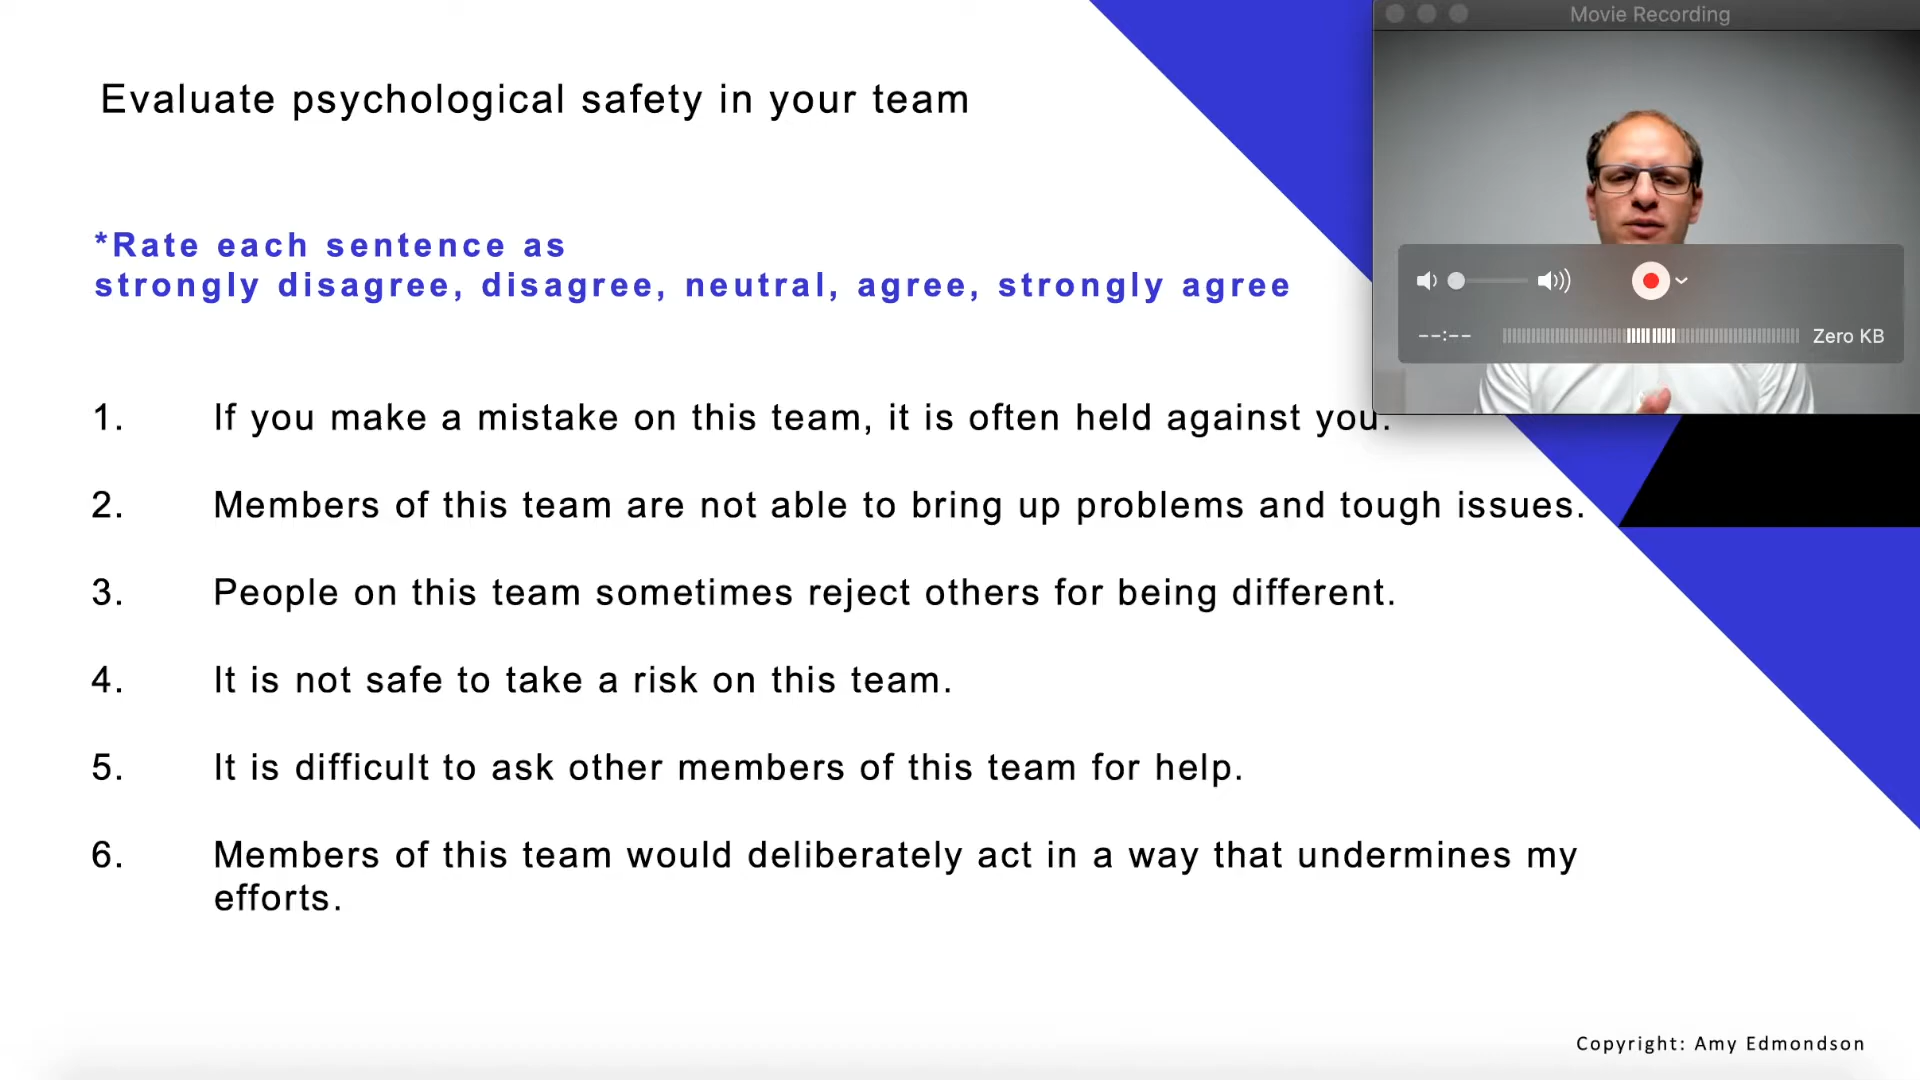 Movie Recording
Evaluate psychological safety in your team
*Rate each sentence as
strongly disagree, disagree, neutral, agree, strongly agree
--:--
Zero KB
1. If you make a mistake on this team, it is often held against you.
2. Members of this team are not able to bring up problems and tough issues.
3. People on this team sometimes reject others for being different.
4. It is not safe to take a risk on this team.
5. It is difficult to ask other members of this team for help.
6. Members of this team would deliberately act in a way that undermines my
efforts.
Copyright: Amy Edmondson